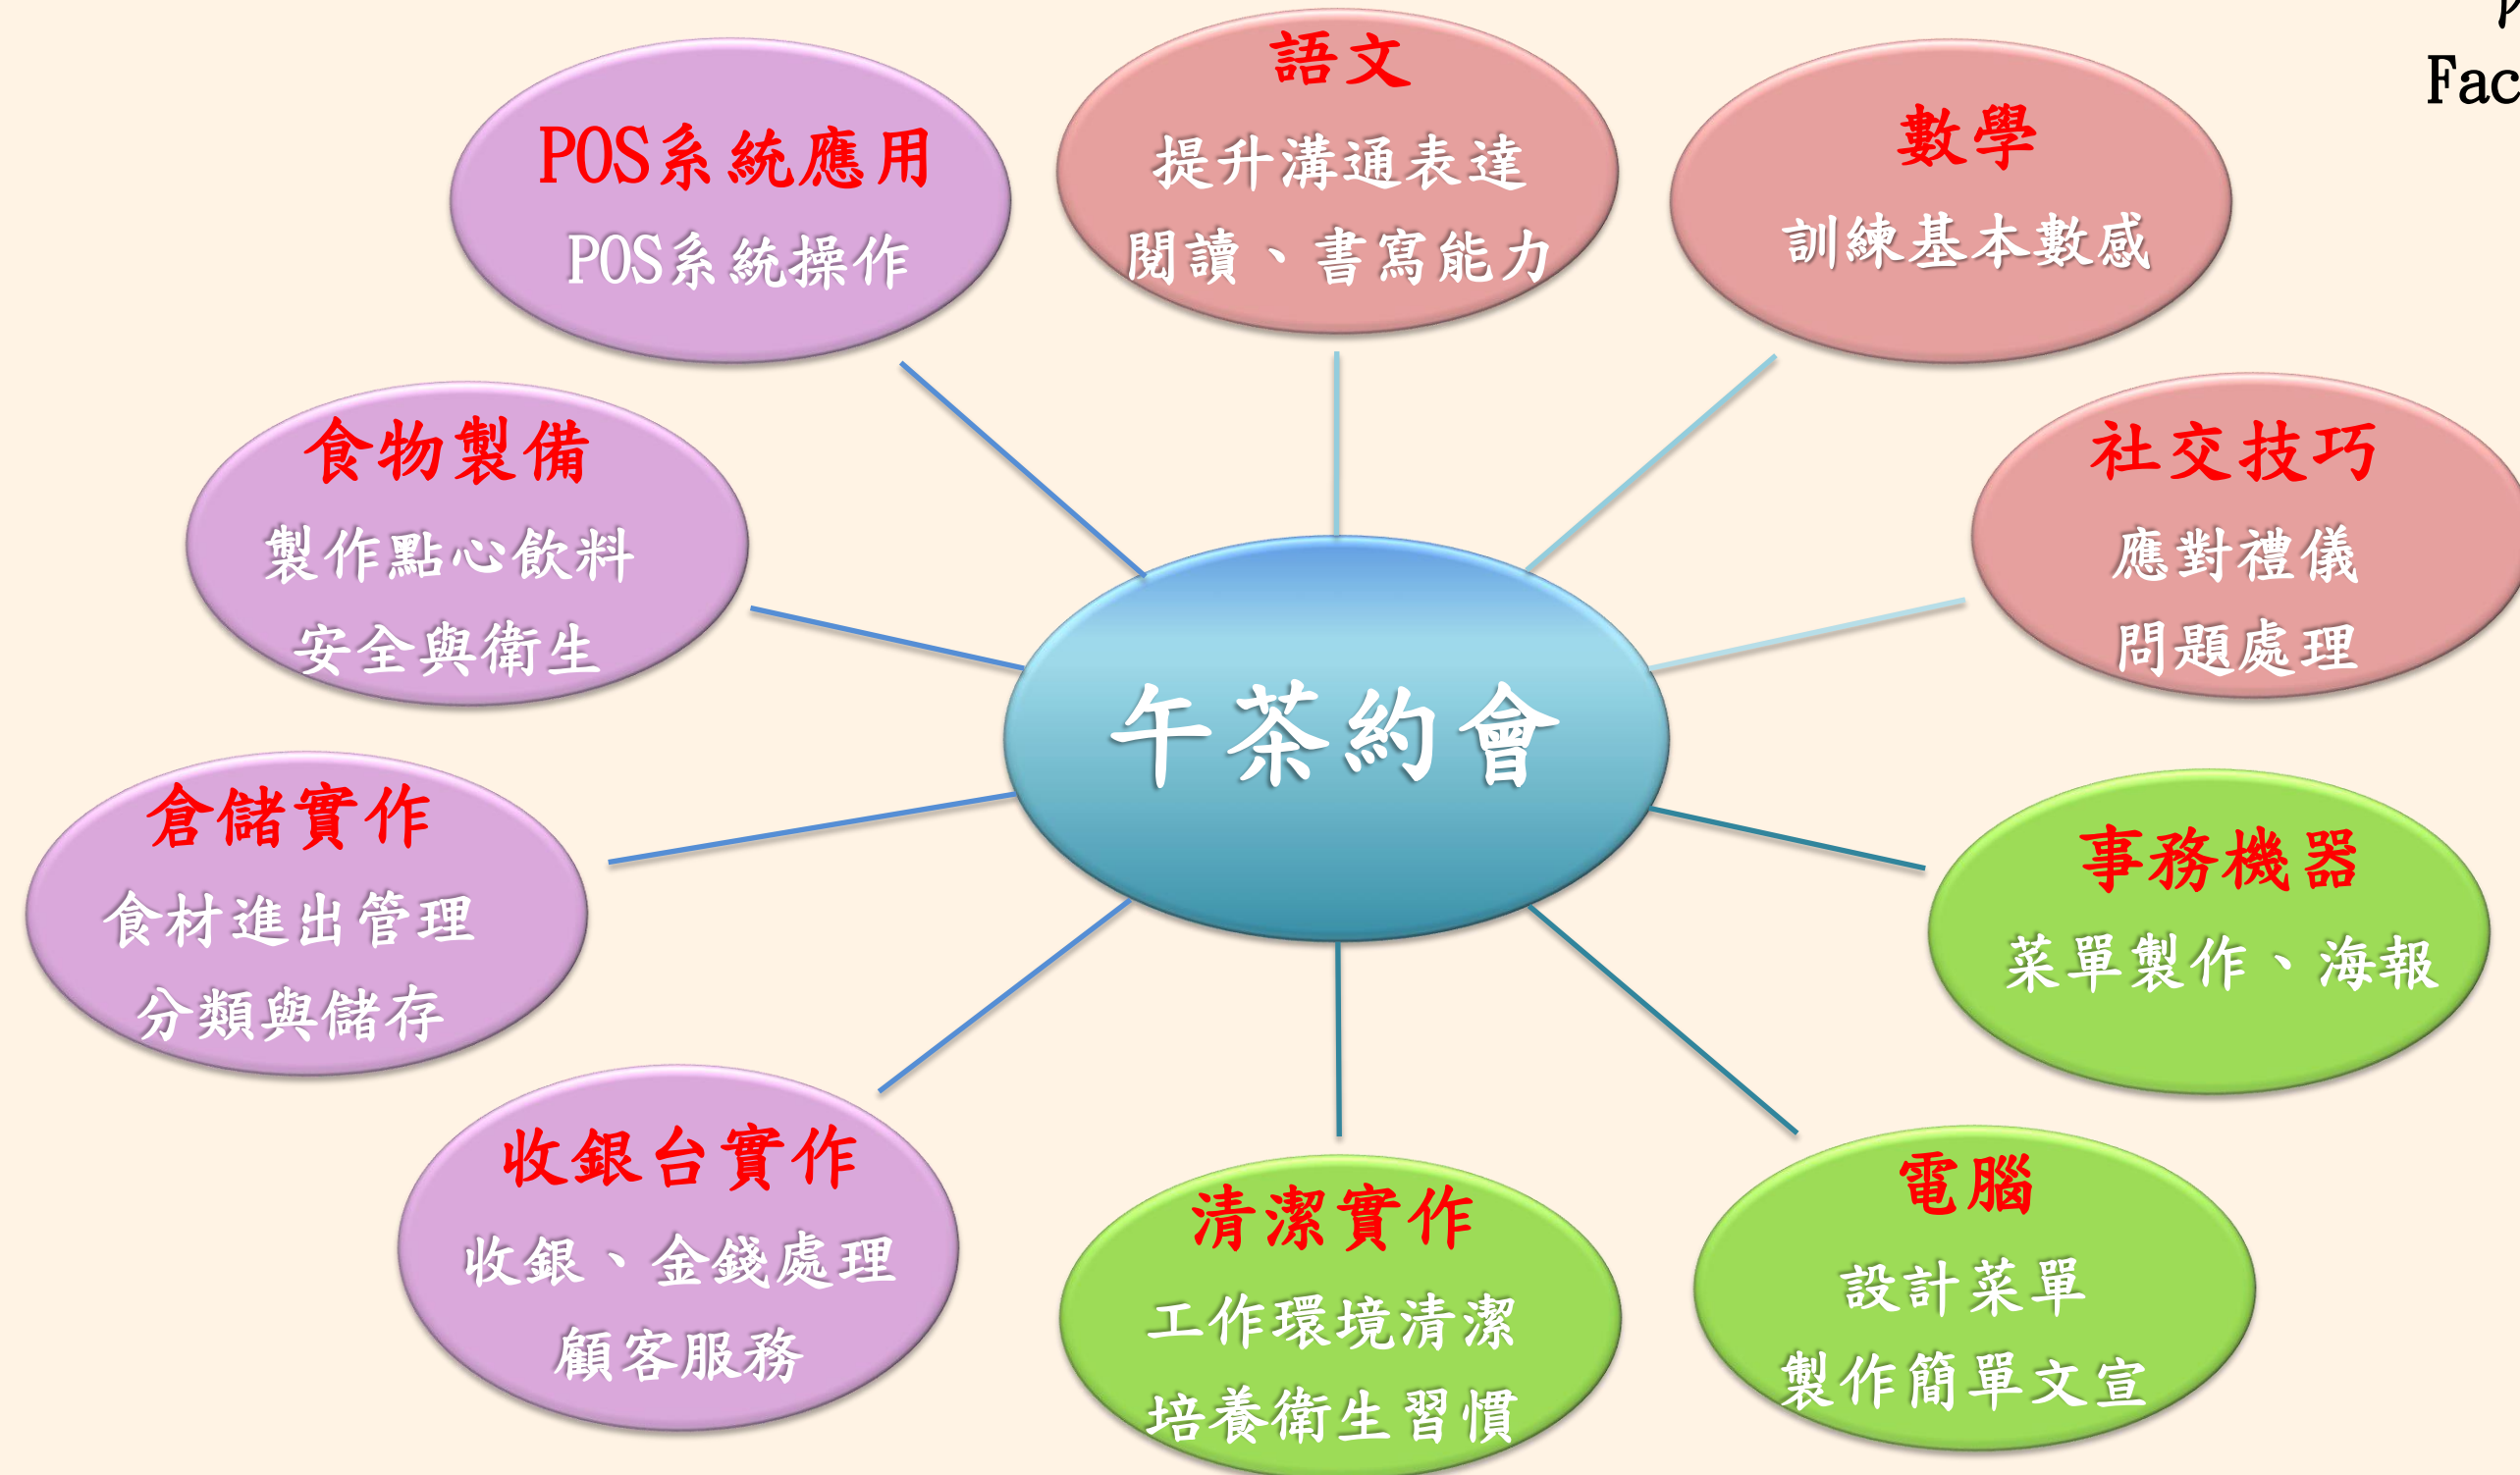 Fac
語文
提升溝通表達
閱讀、書寫能力
數學
訓練基本數感
社交技巧
應對禮儀
問題處理
事務機器
菜單製作、海報
電腦
設計菜單
製作簡單文宣
清潔實作
工作環境清潔
培養衛生習慣
收銀台實作
收銀、金錢處理
顧客服務
倉儲實作
食材進出管理
分類與儲存
食物製備
製作點心飲料
安全與衛生
POS系統應用
POS系統操作
午茶約會